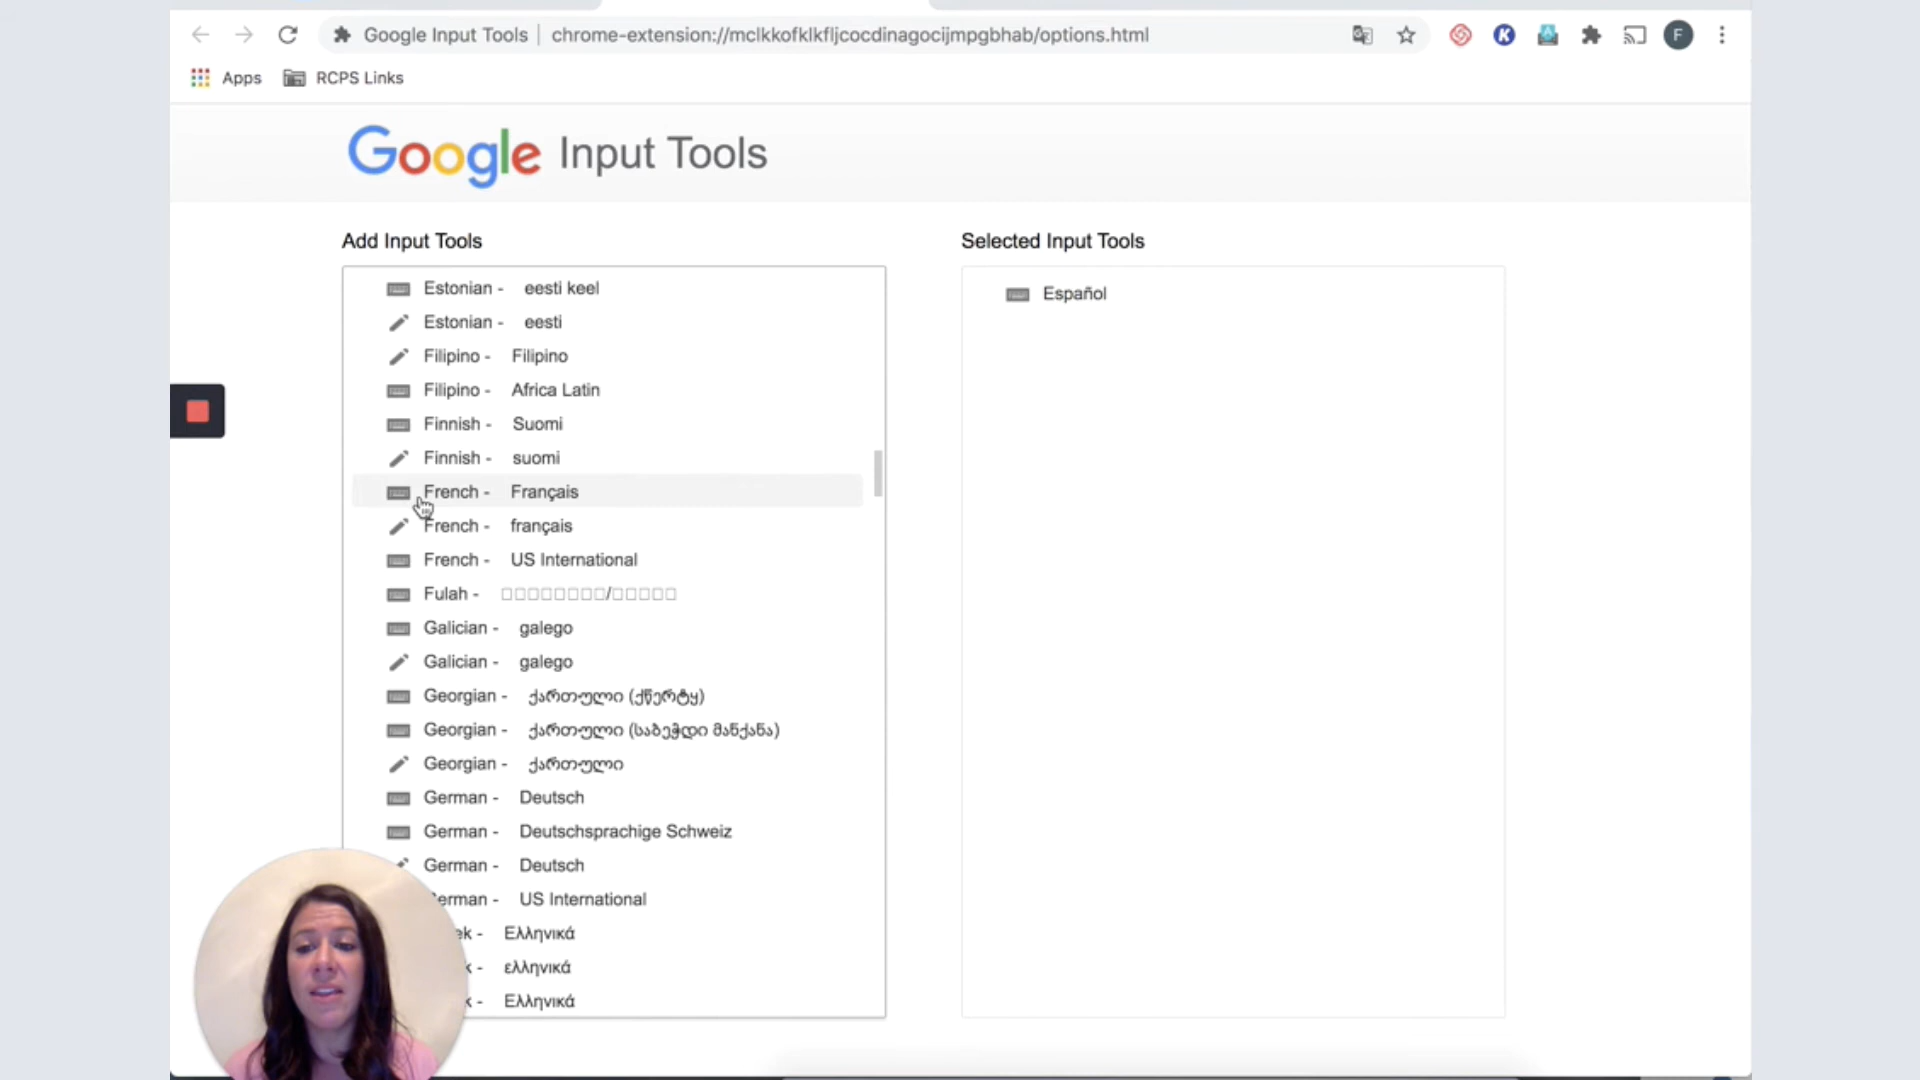 Google Input Tools | chrome-extension://mclkkofklkfljcocdinagocijmpgbhab/options.html
K
F
Apps RCPS Links
Google Input Tools
Add Input Tools
Estonian - eesti keel
Estonian - eesti
Filipino - Filipino
Filipino - Africa Latin
Finnish - Suomi
Finnish - suomi
French - Français
French - français
French - US International
Fulah - □□□□□□□□/□□□□□
Galician - galego
Galician - galego
Georgian - ქართული (ქწერტყ)
Georgian - ქართული (საბეჭდი მანქანა)
Georgian - ქართული
German - Deutsch
German - Deutschsprachige Schweiz
German - Deutsch
erman - US International
ek - Ελληνικά
k - ελληνικά
k - Ελληνικά
Selected Input Tools
Español